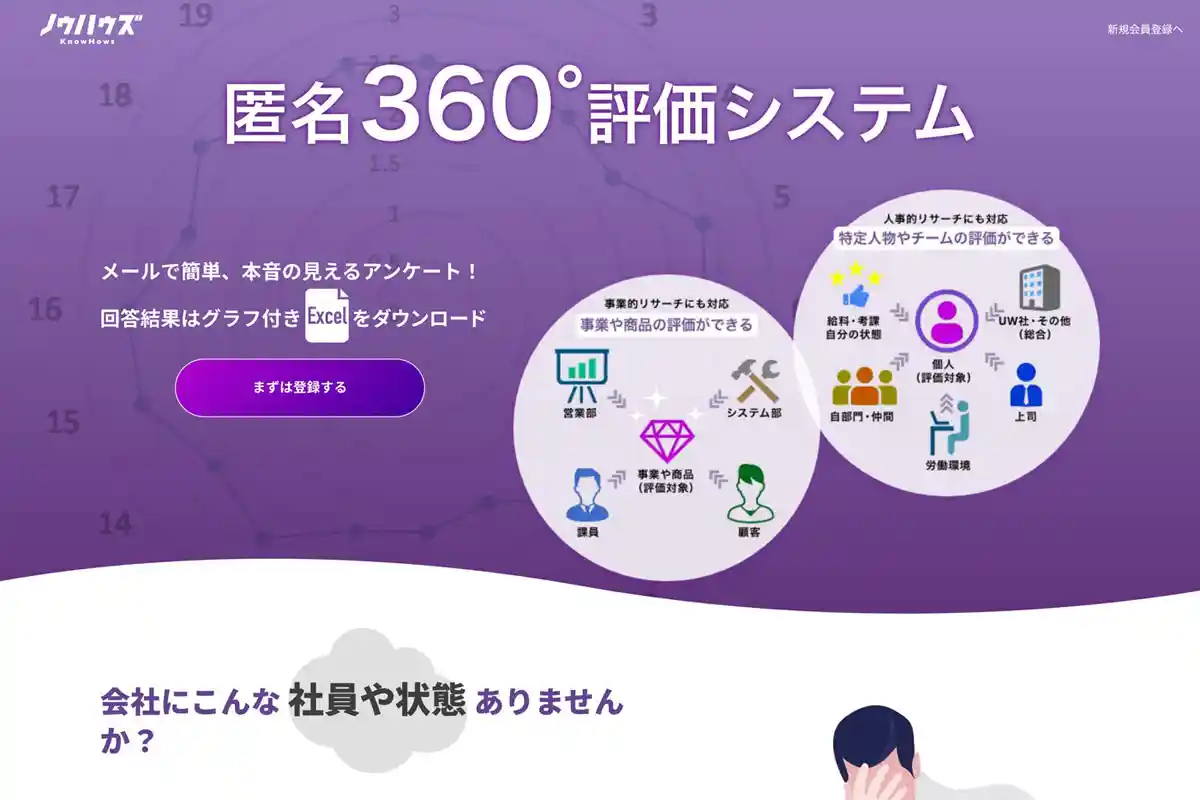 ノウハウズ
KnowHows
新規会員登録へ
匿名360°評価システム
19
3
18
17
16
15
14
5
3
2.5
1.5
1
メールで簡単、本音の見えるアンケート！
回答結果はグラフ付き Excel をダウンロード
まずは登録する
事業的リサーチにも対応
事業や商品の評価ができる
営業部
システム部
事業や商品
（評価対象）
課員
顧客
人事的リサーチにも対応
特定人物やチームの評価ができる
給料・考課
自分の状態
UW社・その他
（総合）
個人
（評価対象）
自部門・仲間
上司
労働環境
会社にこんな 社員や状態 ありません
か？